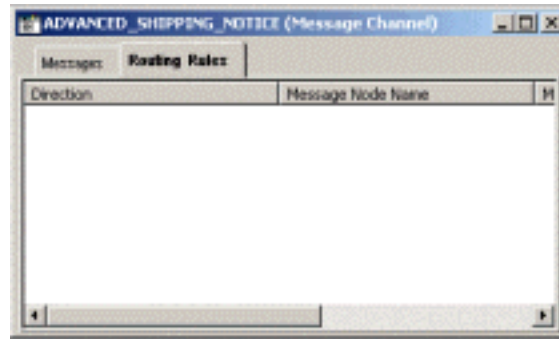 ADVANCED_SHIPPING_NOTICE (Message Channel)
Messages Routing Rules
Direction Message Node Name M